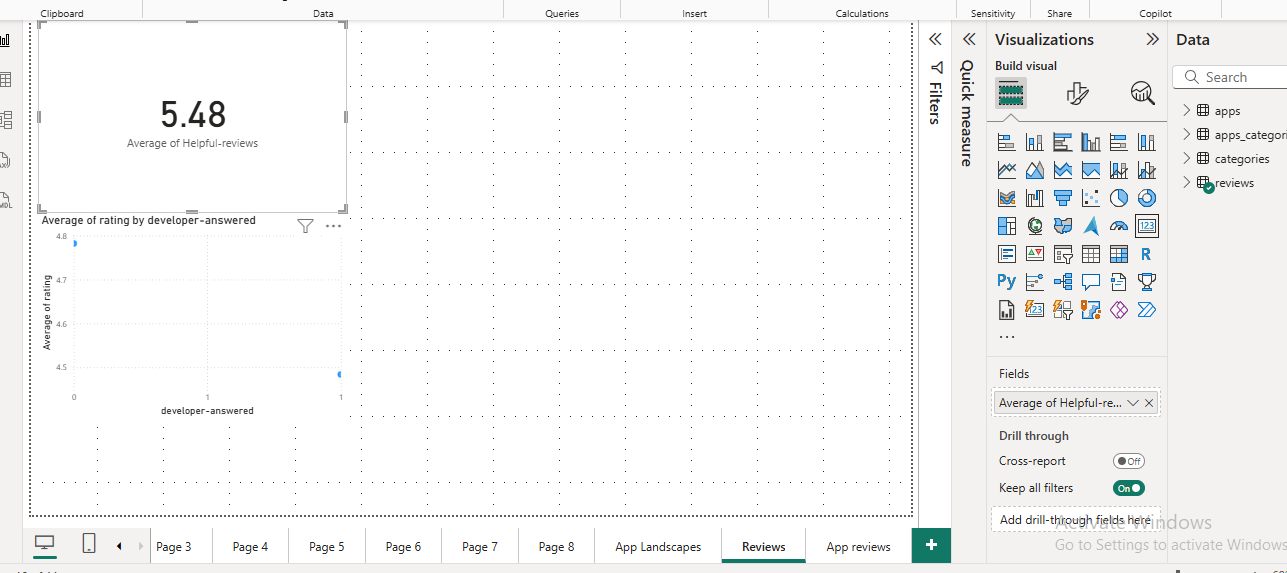 Clipboard
Data
Queries
Insert
Calculations
Sensitivity
Share
Copilot
5.48
Average of Helpful-reviews
Average of rating by developer-answered
4.8
4.7
4.6
4.5
Average of rating
0
1
1
developer-answered
Filters
Quick measure
Visualizations
Build visual
123
R
Py
123
...
Fields
Average of Helpful-re...
Drill through
Cross-report
Off
Keep all filters
On
Add drill-through fields here
Data
Search
apps
apps_categori
categories
reviews
Activate Windows
Go to Settings to activate Windows
Page 3
Page 4
Page 5
Page 6
Page 7
Page 8
App Landscapes
Reviews
App reviews
+